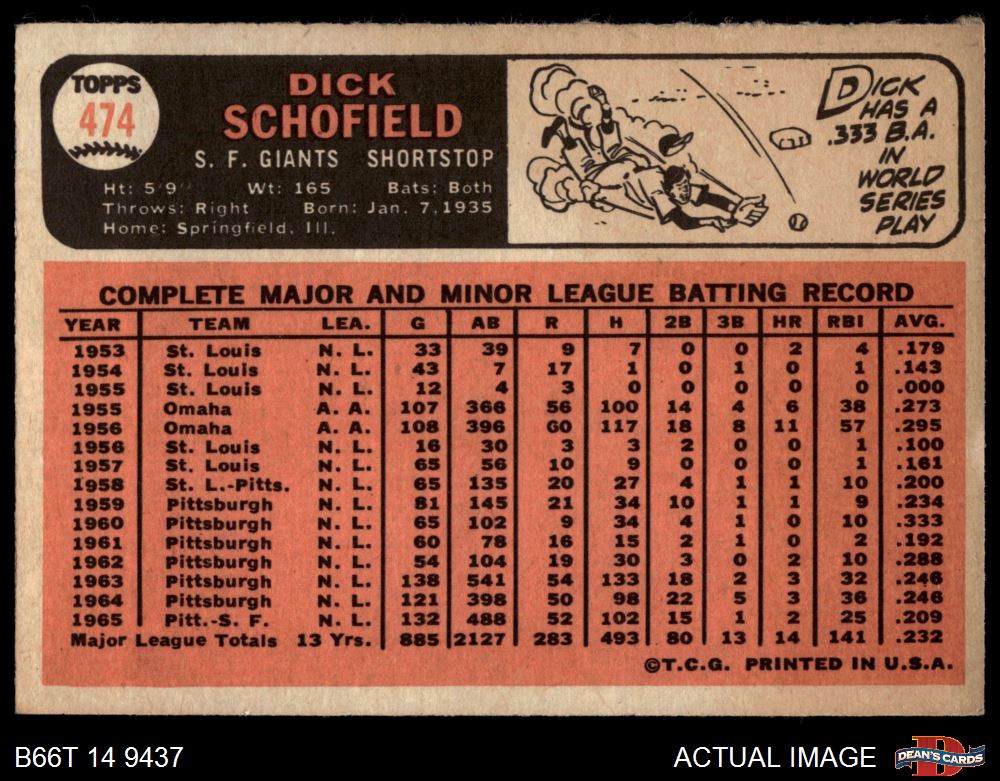 TOPPS
474
DICK
SCHOFIELD
S. F. GIANTS SHORTSTOP
Ht: 5'9" Wt: 165 Bats: Both
Throws: Right Born: Jan. 7, 1935
Home: Springfield, Ill.
DICK
HAS A
.333 B.A.
IN
WORLD
SERIES
PLAY
COMPLETE MAJOR AND MINOR LEAGUE BATTING RECORD
YEAR TEAM LEA. G AB R H 2B 3B HR RBI AVG.
1953 St. Louis N. L. 33 39 9 7 0 0 2 4 .179
1954 St. Louis N. L. 43 7 17 1 0 1 0 1 .143
1955 St. Louis N. L. 12 4 3 0 0 0 0 0 .000
1955 Omaha A. A. 107 366 56 100 14 4 6 38 .273
1956 Omaha A. A. 108 396 60 117 18 8 11 57 .295
1956 St. Louis N. L. 16 30 3 3 2 0 0 1 .100
1957 St. Louis N. L. 65 56 10 9 0 0 0 1 .161
1958 St. L.-Pitts. N. L. 65 135 20 27 4 1 1 10 .200
1959 Pittsburgh N. L. 81 145 21 34 10 1 1 9 .234
1960 Pittsburgh N. L. 65 102 9 34 4 1 0 10 .333
1961 Pittsburgh N. L. 60 78 16 15 2 1 0 2 .192
1962 Pittsburgh N. L. 54 104 19 30 3 0 2 10 .288
1963 Pittsburgh N. L. 138 541 54 133 18 2 3 32 .246
1964 Pittsburgh N. L. 121 398 50 98 22 5 3 36 .246
1965 Pitt.-S. F. N. L. 132 488 52 102 15 1 2 25 .209
Major League Totals 13 Yrs. 885 2127 283 493 80 13 14 141 .232
©T.C.G. PRINTED IN U.S.A.
B66T 14 9437
ACTUAL IMAGE
D
DEAN'S CARDS